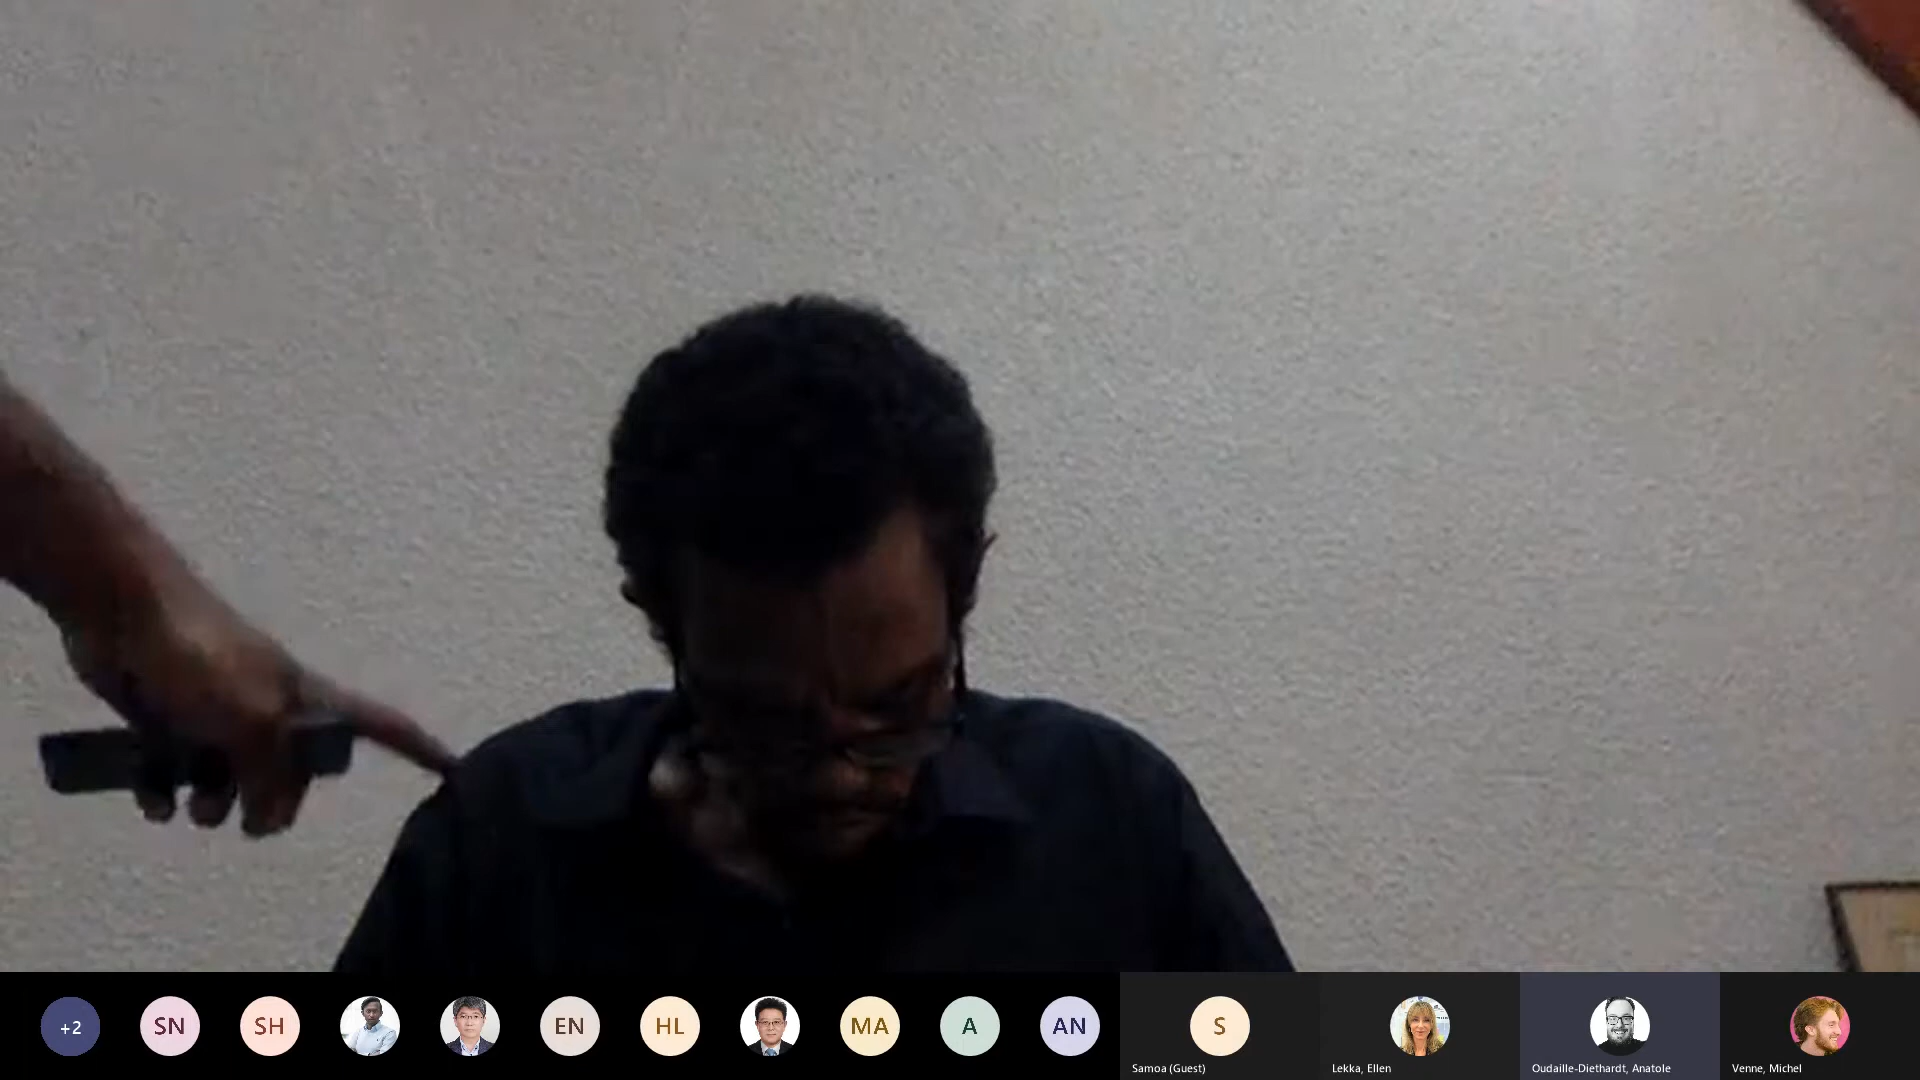 +2
SN
SH
EN
HL
MA
A
AN
S
Samoa (Guest)
Lekka, Ellen
Oudaille-Diethardt, Anatole
Venne, Michel